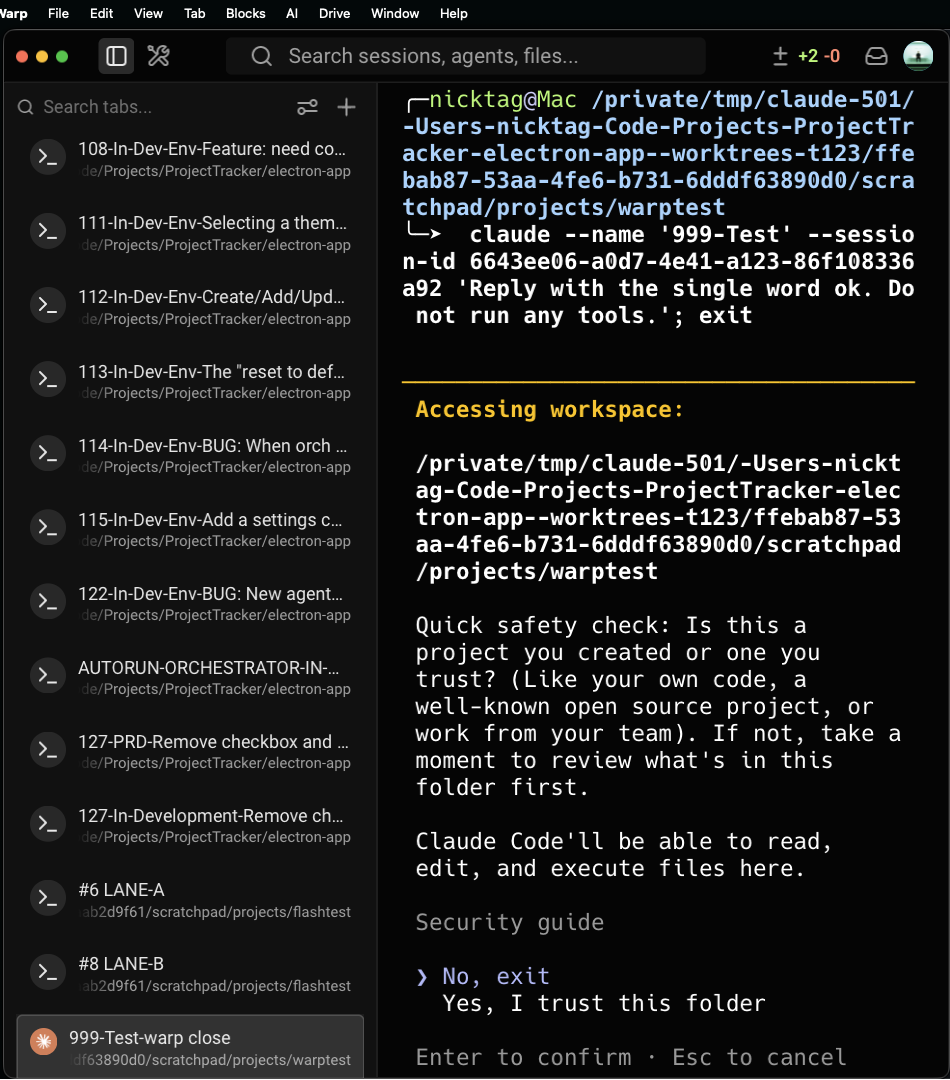 Warp File Edit View Tab Blocks AI Drive Window Help
Search sessions, agents, files...
+2 -0
Search tabs...
108-In-Dev-Env-Feature: need co...
de/Projects/ProjectTracker/electron-app
111-In-Dev-Env-Selecting a them...
de/Projects/ProjectTracker/electron-app
112-In-Dev-Env-Create/Add/Upd...
de/Projects/ProjectTracker/electron-app
113-In-Dev-Env-The "reset to def...
de/Projects/ProjectTracker/electron-app
114-In-Dev-Env-BUG: When orch ...
de/Projects/ProjectTracker/electron-app
115-In-Dev-Env-Add a settings c...
de/Projects/ProjectTracker/electron-app
122-In-Dev-Env-BUG: New agent...
de/Projects/ProjectTracker/electron-app
AUTORUN-ORCHESTRATOR-IN-...
de/Projects/ProjectTracker/electron-app
127-PRD-Remove checkbox and ...
de/Projects/ProjectTracker/electron-app
127-In-Development-Remove ch...
de/Projects/ProjectTracker/electron-app
#6 LANE-A
ab2d9f61/scratchpad/projects/flashtest
#8 LANE-B
ab2d9f61/scratchpad/projects/flashtest
999-Test-warp close
df63890d0/scratchpad/projects/warptest
╭─nicktag@Mac /private/tmp/claude-501/
-Users-nicktag-Code-Projects-ProjectTr
acker-electron-app--worktrees-t123/ffe
bab87-53aa-4fe6-b731-6dddf63890d0/scra
tchpad/projects/warptest
╰─➤  claude --name '999-Test' --sessio
n-id 6643ee06-a0d7-4e41-a123-86f108336
a92 'Reply with the single word ok. Do
 not run any tools.'; exit
Accessing workspace:
/private/tmp/claude-501/-Users-nickt
ag-Code-Projects-ProjectTracker-elec
tron-app--worktrees-t123/ffebab87-53
aa-4fe6-b731-6dddf63890d0/scratchpad
/projects/warptest
Quick safety check: Is this a
project you created or one you
trust? (Like your own code, a
well-known open source project, or
work from your team). If not, take a
moment to review what's in this
folder first.
Claude Code'll be able to read,
edit, and execute files here.
Security guide
❯ No, exit
Yes, I trust this folder
Enter to confirm · Esc to cancel